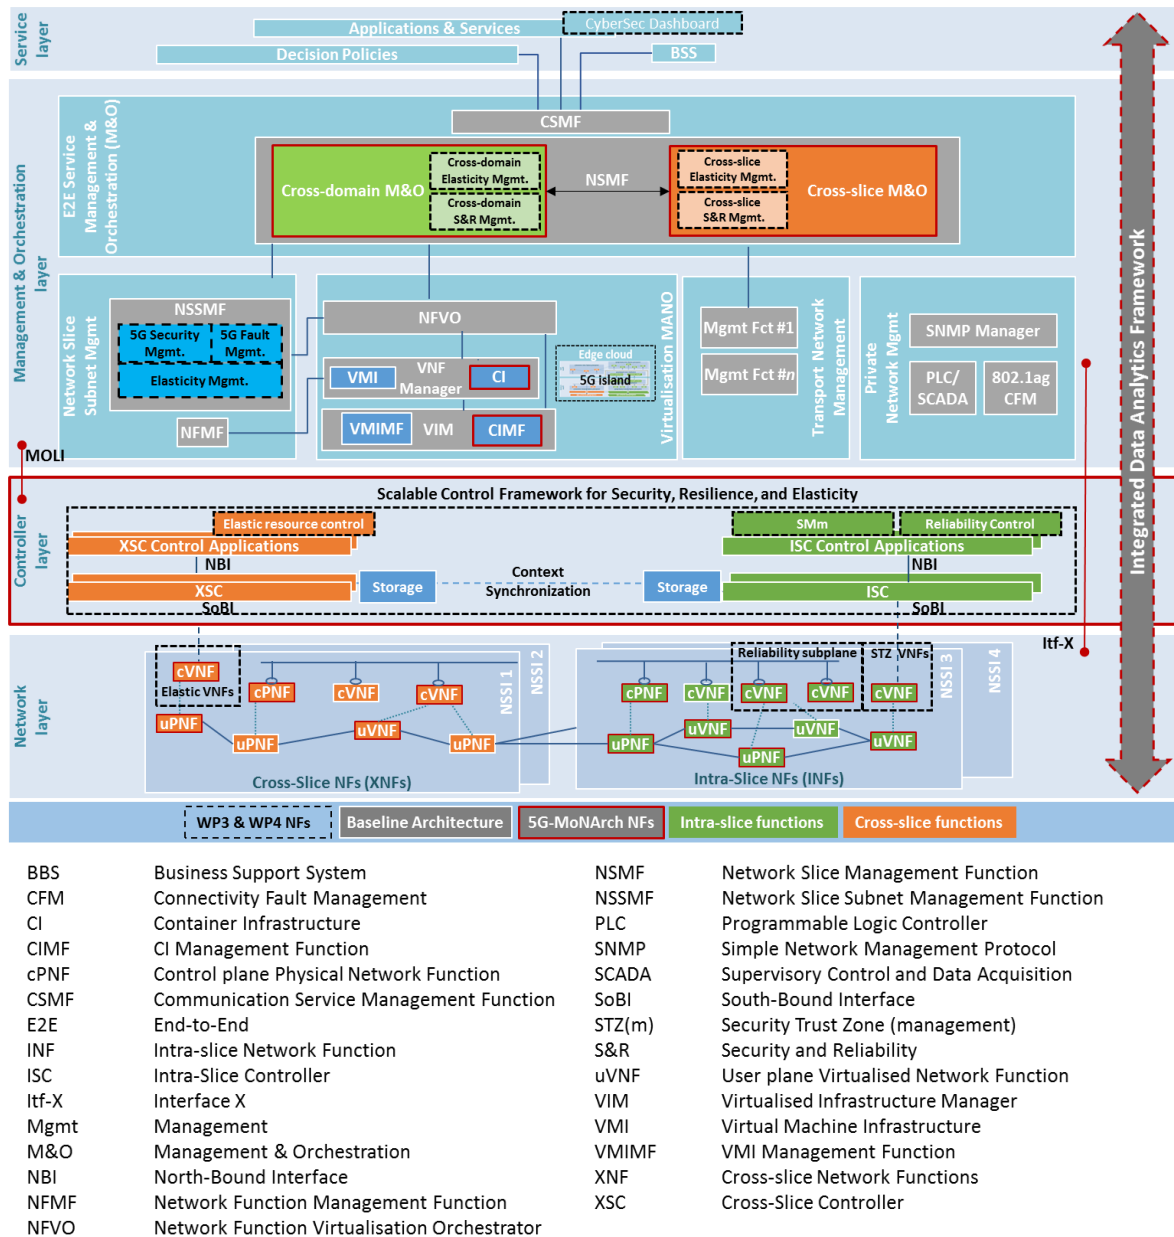 Service
layer
Applications & Services
CyberSec Dashboard
Decision Policies
BSS
Management & Orchestration
layer
E2E Service
Management &
Orchestration (M&O)
CSMF
Cross-domain M&O
Cross-domain
Elasticity Mgmt.
Cross-domain
S&R Mgmt.
NSMF
Cross-slice
Elasticity Mgmt.
Cross-slice
S&R Mgmt.
Cross-slice M&O
Network Slice
Subnet Mgmt
NSSMF
5G Security
Mgmt.
5G Fault
Mgmt.
Elasticity Mgmt.
NFMF
NFVO
VMI
VNF
Manager
CI
VMIMF
VIM
CIMF
Edge cloud
5G island
Virtualisation MANO
Mgmt Fct #1
Mgmt Fct #n
Transport Network
Management
Private
Network Mgmt
SNMP Manager
PLC/
SCADA
802.1ag
CFM
Integrated Data Analytics Framework
MOLI
Controller
layer
Scalable Control Framework for Security, Resilience, and Elasticity
Elastic resource control
XSC Control Applications
NBI
XSC
SoBI
Storage
Context
Synchronization
Storage
SMm
Reliability Control
ISC Control Applications
NBI
ISC
SoBI
Itf-X
Network
layer
cVNF
Elastic VNFs
uPNF
cPNF
cVNF
cVNF
uPNF
uVNF
uPNF
NSSI 1
NSSI 2
Cross-Slice NFs (XNFs)
Reliability subplane
STZ VNFs
cPNF
cVNF
cVNF
cVNF
cVNF
uPNF
uVNF
uPNF
uVNF
uVNF
NSSI 3
NSSI 4
Intra-Slice NFs (INFs)
WP3 & WP4 NFs
Baseline Architecture
5G-MoNArch NFs
Intra-slice functions
Cross-slice functions
BBS Business Support System
CFM Connectivity Fault Management
CI Container Infrastructure
CIMF CI Management Function
cPNF Control plane Physical Network Function
CSMF Communication Service Management Function
E2E End-to-End
INF Intra-slice Network Function
ISC Intra-Slice Controller
Itf-X Interface X
Mgmt Management
M&O Management & Orchestration
NBI North-Bound Interface
NFMF Network Function Management Function
NFVO Network Function Virtualisation Orchestrator
NSMF Network Slice Management Function
NSSMF Network Slice Subnet Management Function
PLC Programmable Logic Controller
SNMP Simple Network Management Protocol
SCADA Supervisory Control and Data Acquisition
SoBI South-Bound Interface
STZ(m) Security Trust Zone (management)
S&R Security and Reliability
uVNF User plane Virtualised Network Function
VIM Virtualised Infrastructure Manager
VMI Virtual Machine Infrastructure
VMIMF VMI Management Function
XNF Cross-slice Network Functions
XSC Cross-Slice Controller